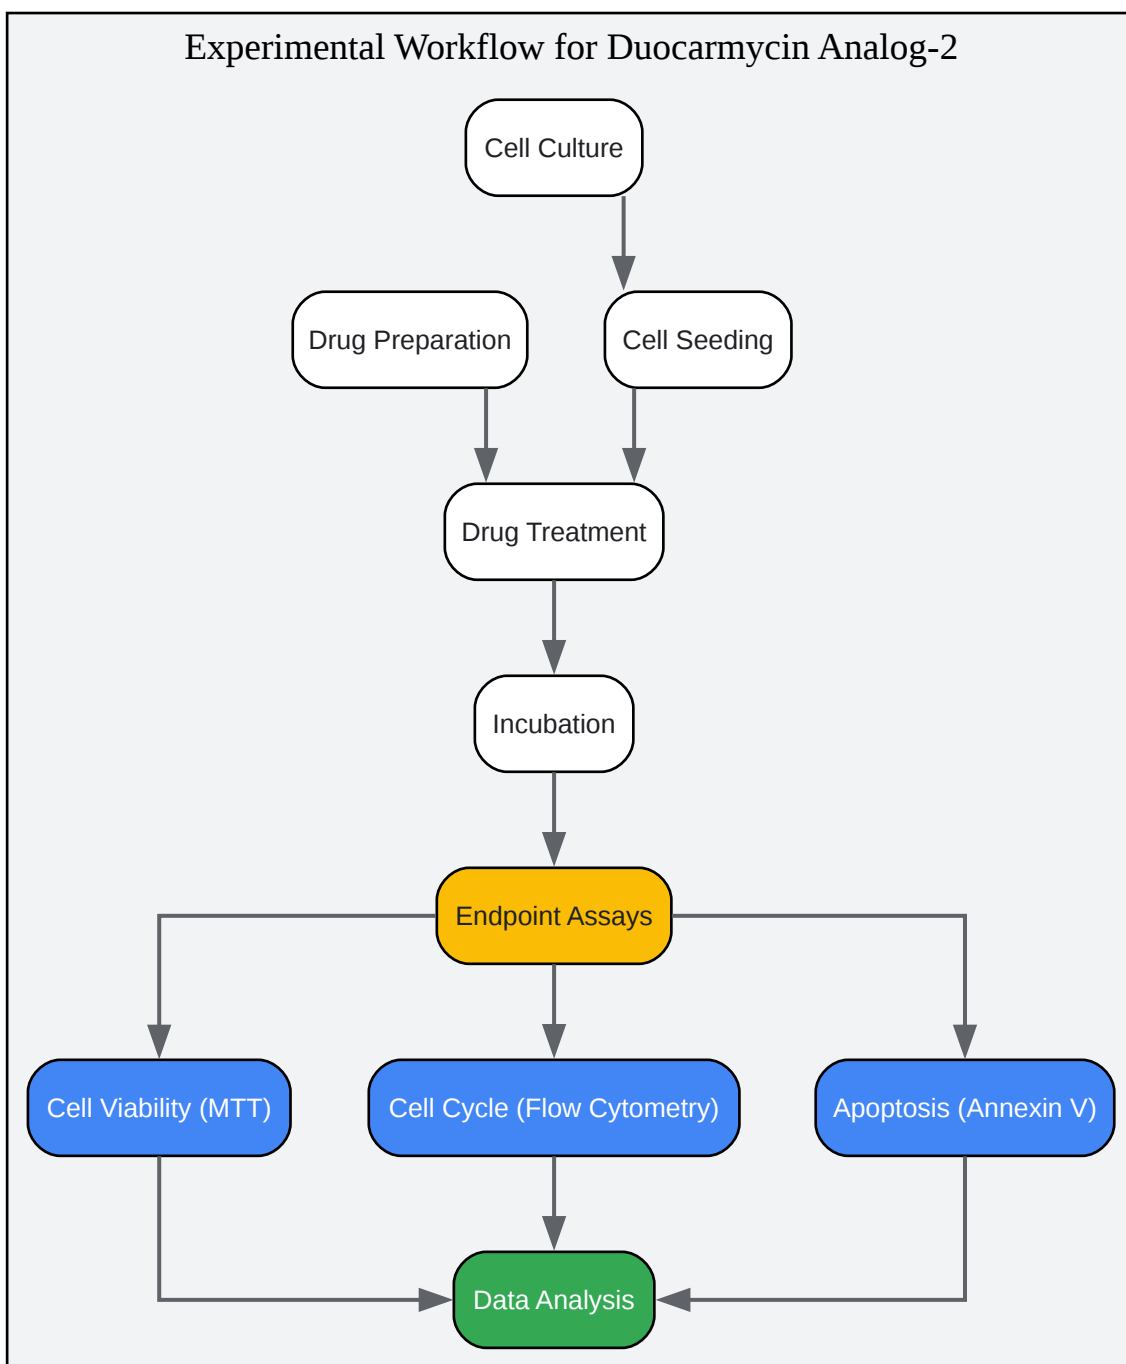 Experimental Workflow for Duocarmycin Analog-2
Cell Culture
Drug Preparation
Cell Seeding
Drug Treatment
Incubation
Endpoint Assays
Cell Viability (MTT)
Cell Cycle (Flow Cytometry)
Apoptosis (Annexin V)
Data Analysis